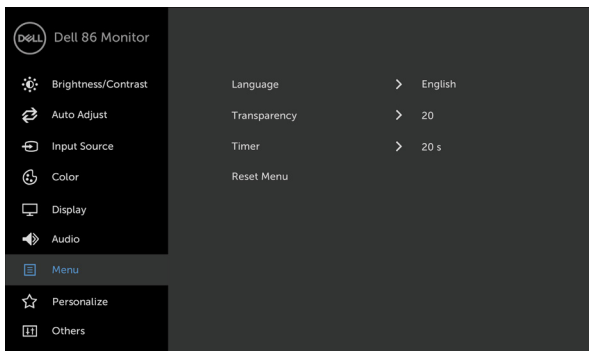 DELL Dell 86 Monitor
Brightness/Contrast
Auto Adjust
Input Source
Color
Display
Audio
Menu
Personalize
Others
Language > English
Transparency > 20
Timer > 20 s
Reset Menu